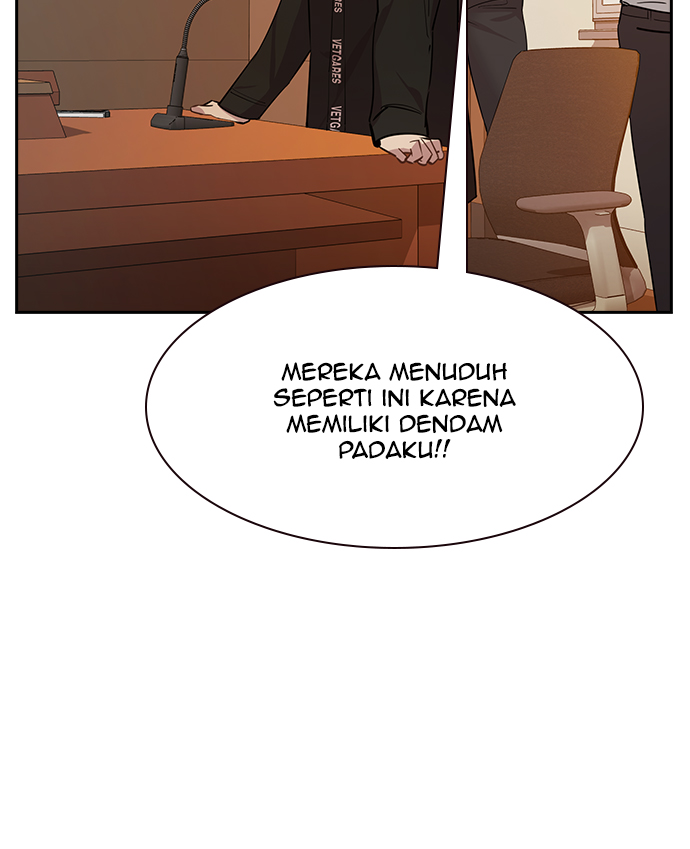 VETGARES
VETGARES
VETG
MEREKA MENUDUH
SEPERTI INI KARENA
MEMILIKI DENDAM
PADAKU!!